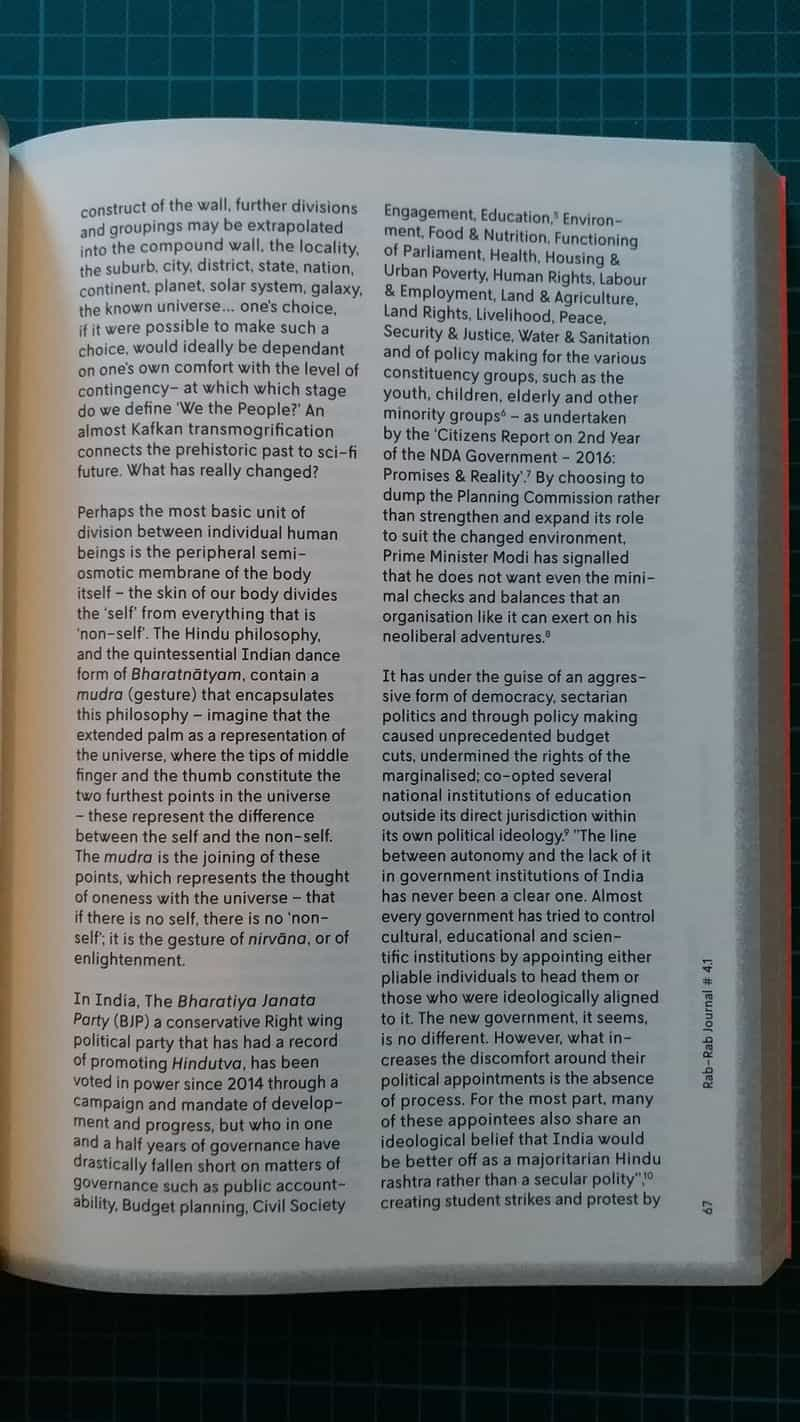 construct of the wall, further divisions
and groupings may be extrapolated
into the compound wall, the locality,
the suburb, city, district, state, nation,
continent, planet, solar system, galaxy,
the known universe... one's choice,
if it were possible to make such a
choice, would ideally be dependant
on one's own comfort with the level of
contingency– at which which stage
do we define 'We the People?' An
almost Kafkan transmogrification
connects the prehistoric past to sci-fi
future. What has really changed?

Perhaps the most basic unit of
division between individual human
beings is the peripheral semi-
osmotic membrane of the body
itself – the skin of our body divides
the 'self' from everything that is
'non-self'. The Hindu philosophy,
and the quintessential Indian dance
form of Bharatnātyam, contain a
mudra (gesture) that encapsulates
this philosophy – imagine that the
extended palm as a representation of
the universe, where the tips of middle
finger and the thumb constitute the
two furthest points in the universe
– these represent the difference
between the self and the non-self.
The mudra is the joining of these
points, which represents the thought
of oneness with the universe – that
if there is no self, there is no 'non-
self'; it is the gesture of nirvāna, or of
enlightenment.

In India, The Bharatiya Janata
Party (BJP) a conservative Right wing
political party that has had a record
of promoting Hindutva, has been
voted in power since 2014 through a
campaign and mandate of develop-
ment and progress, but who in one
and a half years of governance have
drastically fallen short on matters of
governance such as public account-
ability, Budget planning, Civil Society
Engagement, Education,⁵ Environ-
ment, Food & Nutrition, Functioning
of Parliament, Health, Housing &
Urban Poverty, Human Rights, Labour
& Employment, Land & Agriculture,
Land Rights, Livelihood, Peace,
Security & Justice, Water & Sanitation
and of policy making for the various
constituency groups, such as the
youth, children, elderly and other
minority groups⁶ – as undertaken
by the 'Citizens Report on 2nd Year
of the NDA Government – 2016:
Promises & Reality'.⁷ By choosing to
dump the Planning Commission rather
than strengthen and expand its role
to suit the changed environment,
Prime Minister Modi has signalled
that he does not want even the mini-
mal checks and balances that an
organisation like it can exert on his
neoliberal adventures.⁸

It has under the guise of an aggres-
sive form of democracy, sectarian
politics and through policy making
caused unprecedented budget
cuts, undermined the rights of the
marginalised; co-opted several
national institutions of education
outside its direct jurisdiction within
its own political ideology.⁹ "The line
between autonomy and the lack of it
in government institutions of India
has never been a clear one. Almost
every government has tried to control
cultural, educational and scien-
tific institutions by appointing either
pliable individuals to head them or
those who were ideologically aligned
to it. The new government, it seems,
is no different. However, what in-
creases the discomfort around their
political appointments is the absence
of process. For the most part, many
of these appointees also share an
ideological belief that India would
be better off as a majoritarian Hindu
rashtra rather than a secular polity",¹⁰
creating student strikes and protest by
Rab-Rab Journal # 4.1
67